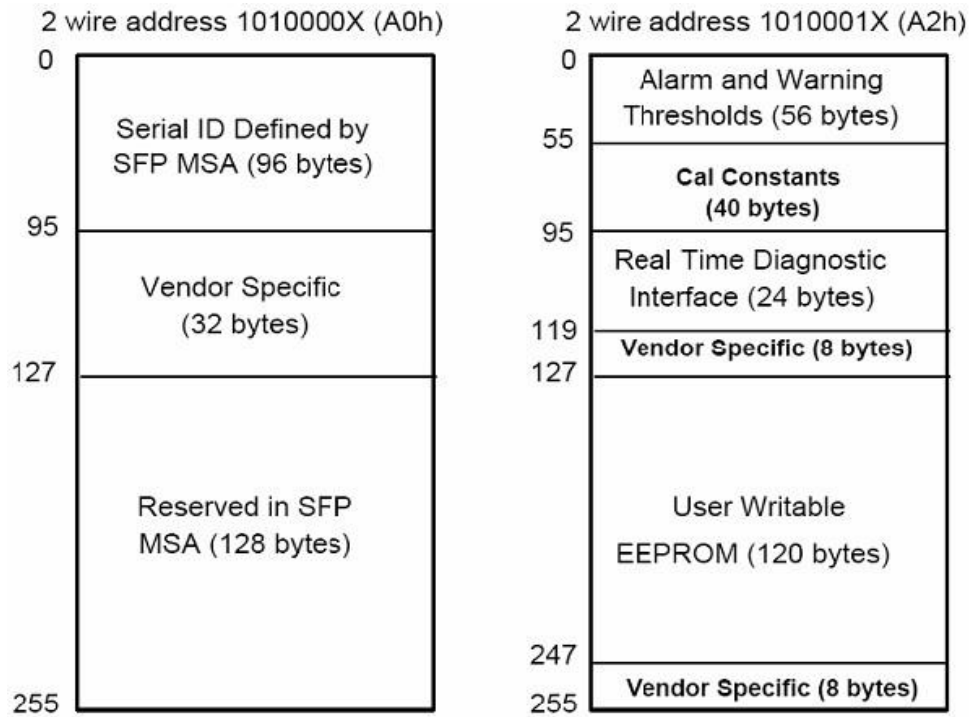 2 wire address 1010000X (A0h)
0
Serial ID Defined by
SFP MSA (96 bytes)
95
Vendor Specific
(32 bytes)
127
Reserved in SFP
MSA (128 bytes)
255
2 wire address 1010001X (A2h)
0
Alarm and Warning
Thresholds (56 bytes)
55
Cal Constants
(40 bytes)
95
Real Time Diagnostic
Interface (24 bytes)
119
Vendor Specific (8 bytes)
127
User Writable
EEPROM (120 bytes)
247
Vendor Specific (8 bytes)
255